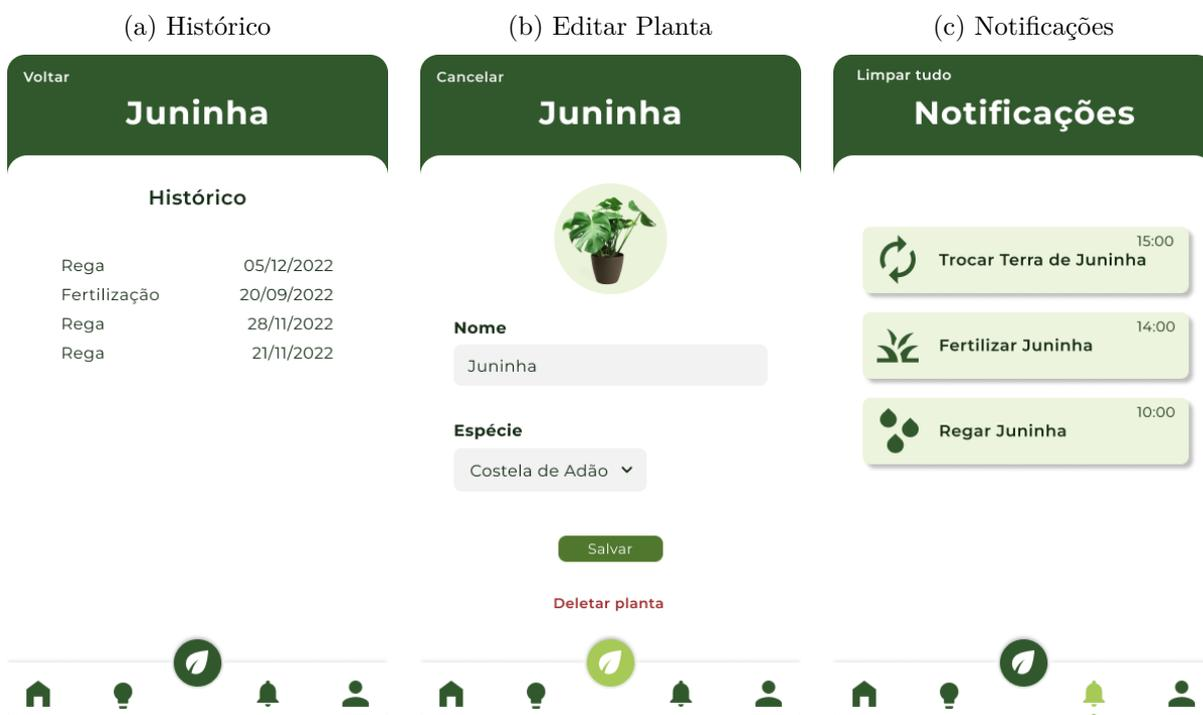 (a) Histórico
Voltar
Juninha
Histórico
Rega 05/12/2022
Fertilização 20/09/2022
Rega 28/11/2022
Rega 21/11/2022
(b) Editar Planta
Cancelar
Juninha
Nome
Juninha
Espécie
Costela de Adão
Salvar
Deletar planta
(c) Notificações
Limpar tudo
Notificações
15:00
Trocar Terra de Juninha
14:00
Fertilizar Juninha
10:00
Regar Juninha